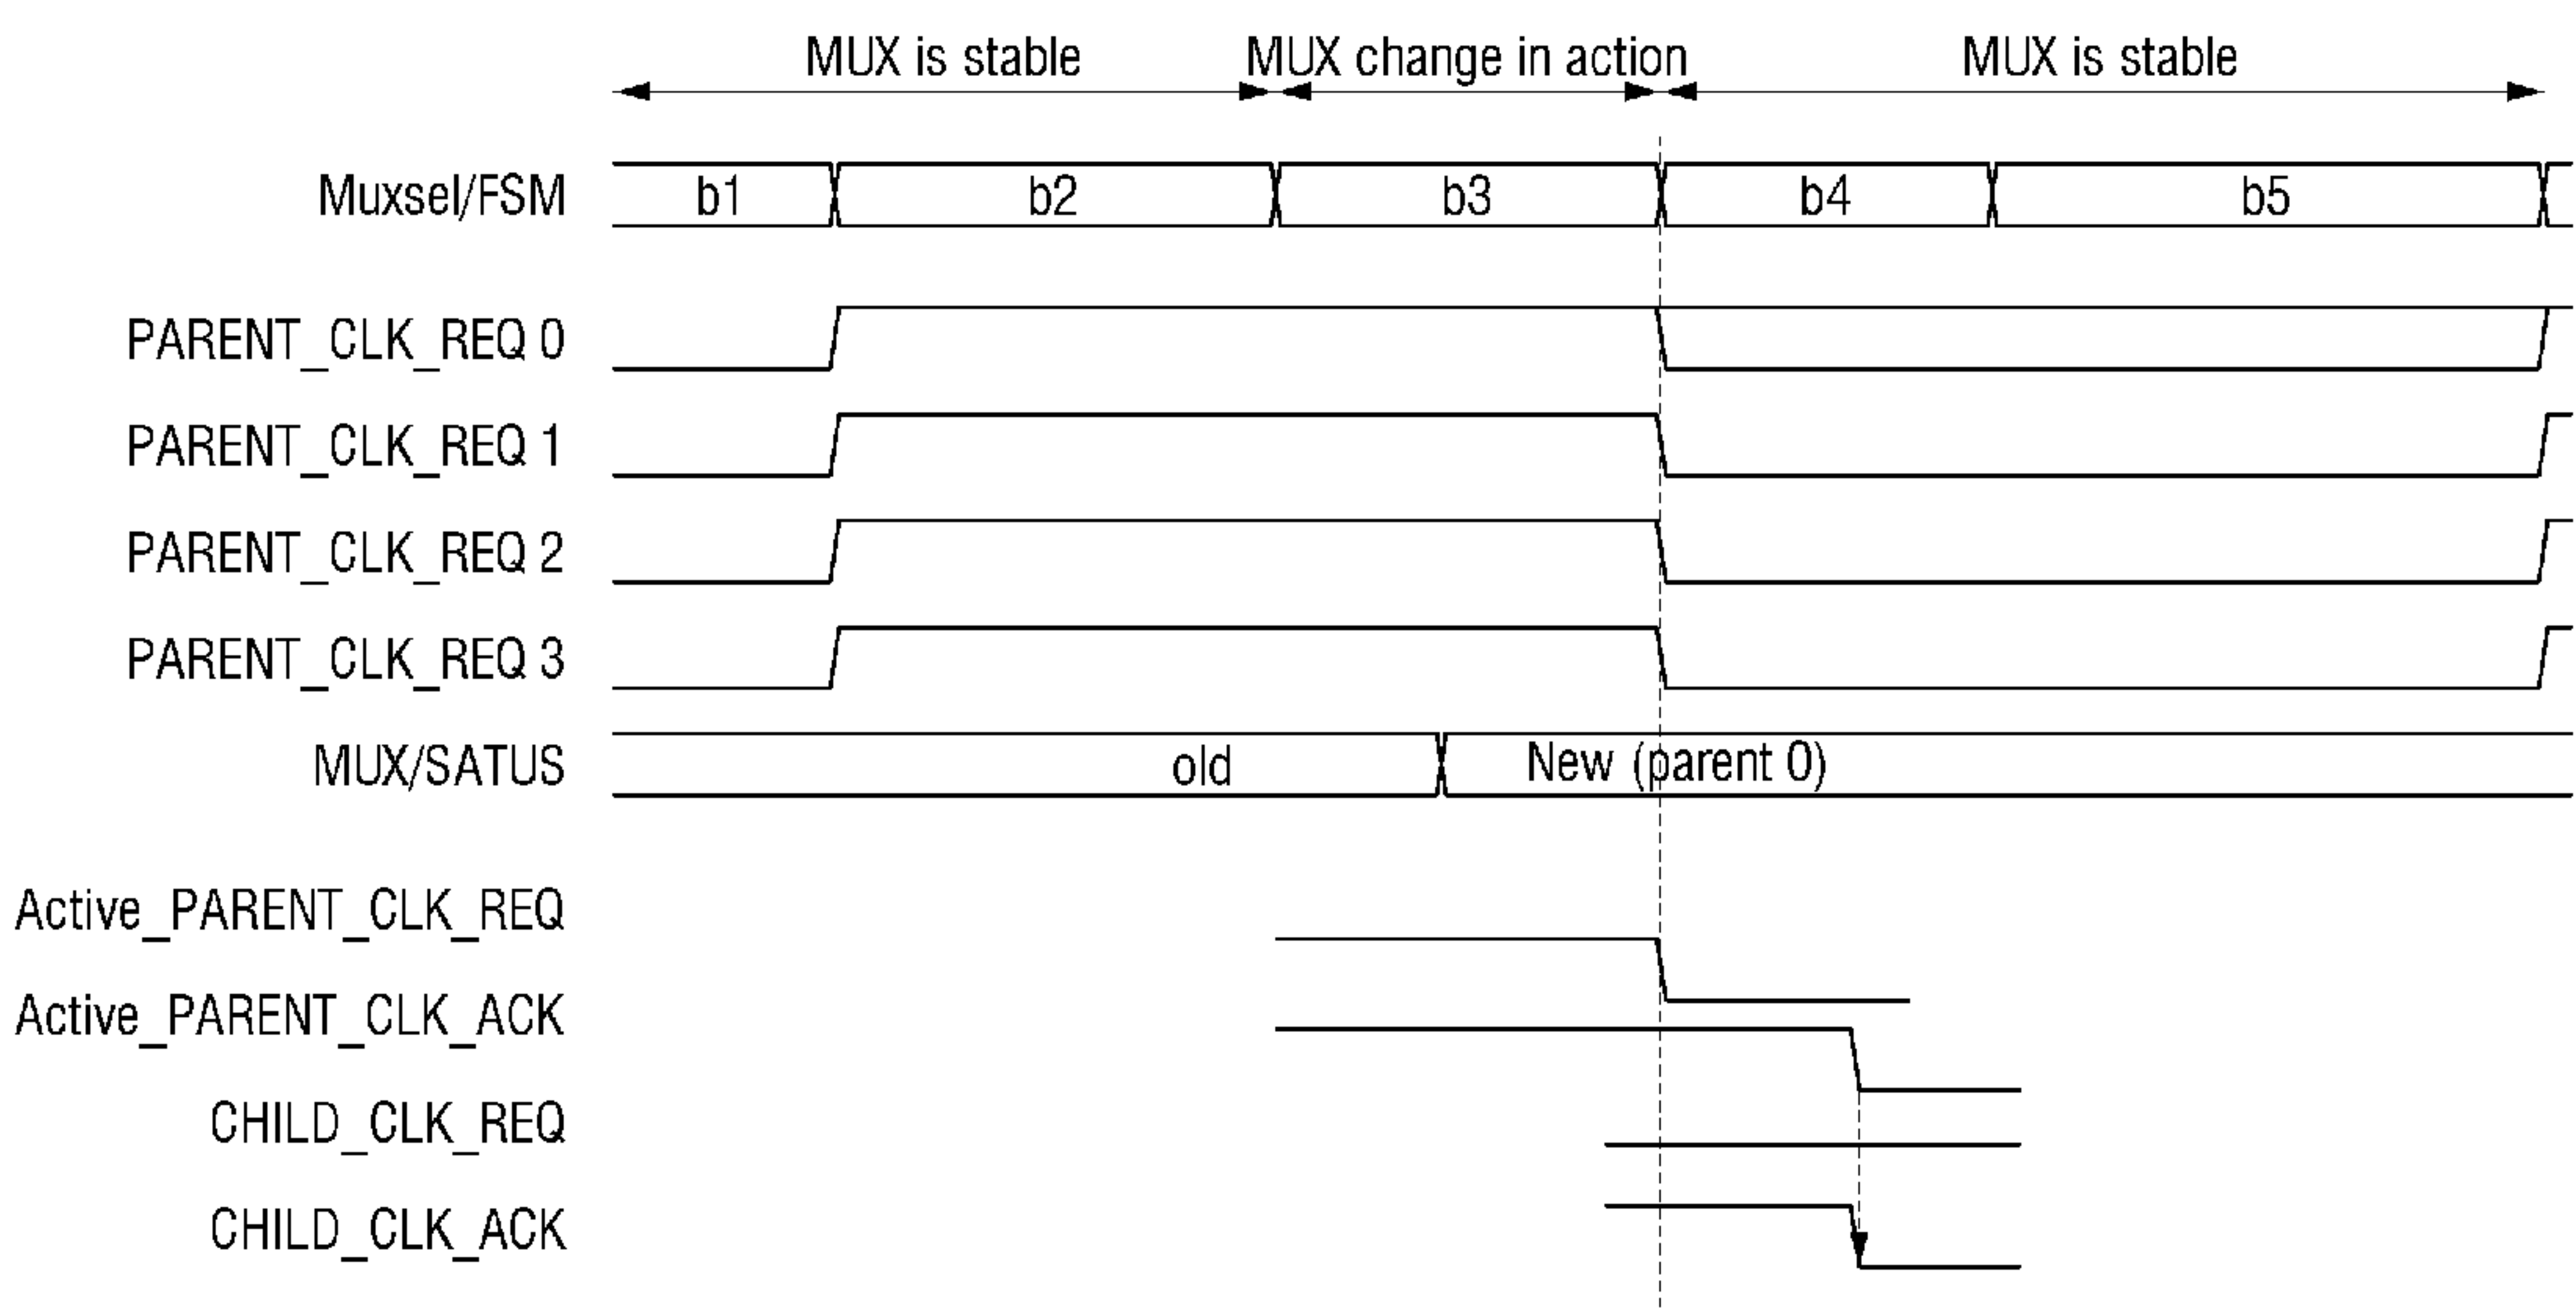 MUX is stable MUX change in action MUX is stable
Muxsel/FSM b1 b2 b3 b4 b5
PARENT_CLK_REQ 0
PARENT_CLK_REQ 1
PARENT_CLK_REQ 2
PARENT_CLK_REQ 3
MUX/SATUS old New (parent 0)
Active_PARENT_CLK_REQ
Active_PARENT_CLK_ACK
CHILD_CLK_REQ
CHILD_CLK_ACK